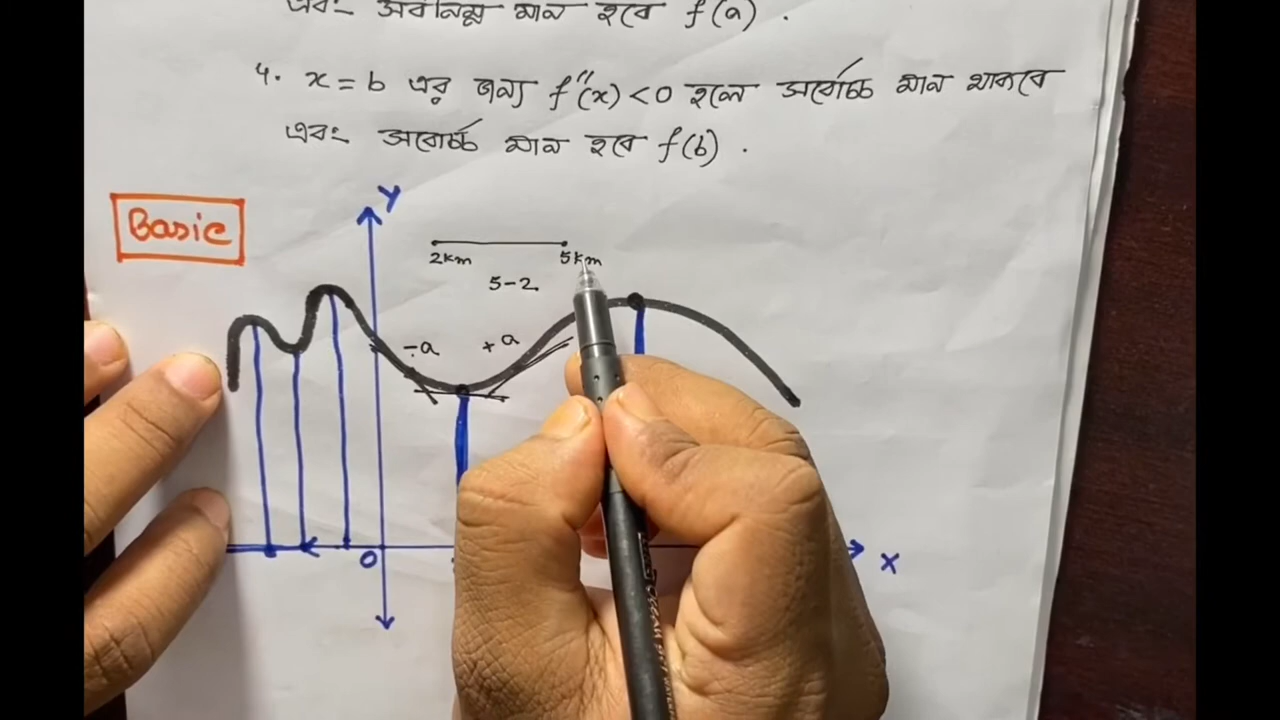 এবং সর্বনিম্ন মান হবে f(a) .
4. x = b এর জন্য f''(x) < 0 হলে সর্বোচ্চ মান থাকবে
এবং সর্বোচ্চ মান হবে f(b) .
Basic
Y
2km 5km
5-2
-a +a
O X